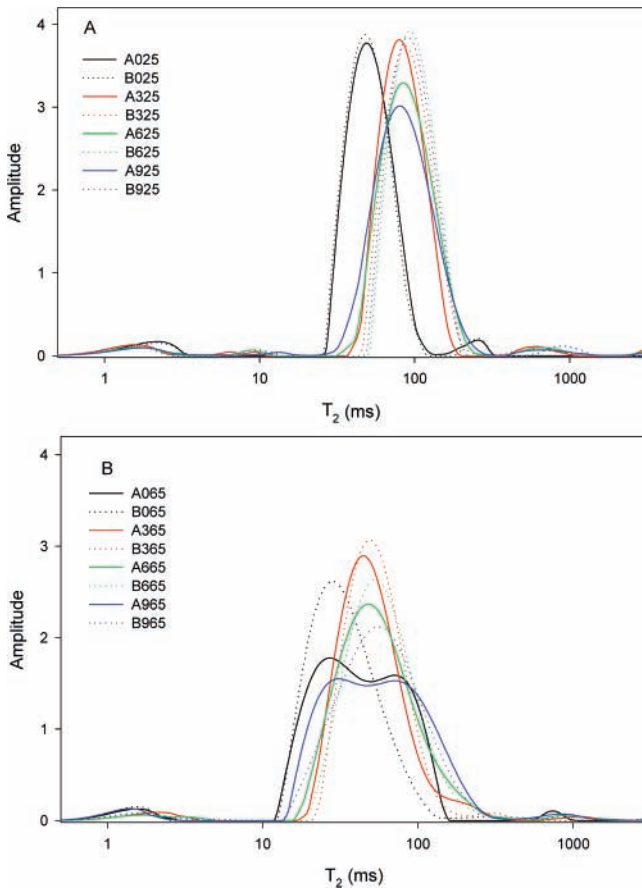 A
A025
B025
A325
B325
A625
B625
A925
B925
4
3
2
1
0
Amplitude
1 10 100 1000
T2 (ms)
B
A065
B065
A365
B365
A665
B665
A965
B965
4
3
2
1
0
Amplitude
1 10 100 1000
T2 (ms)